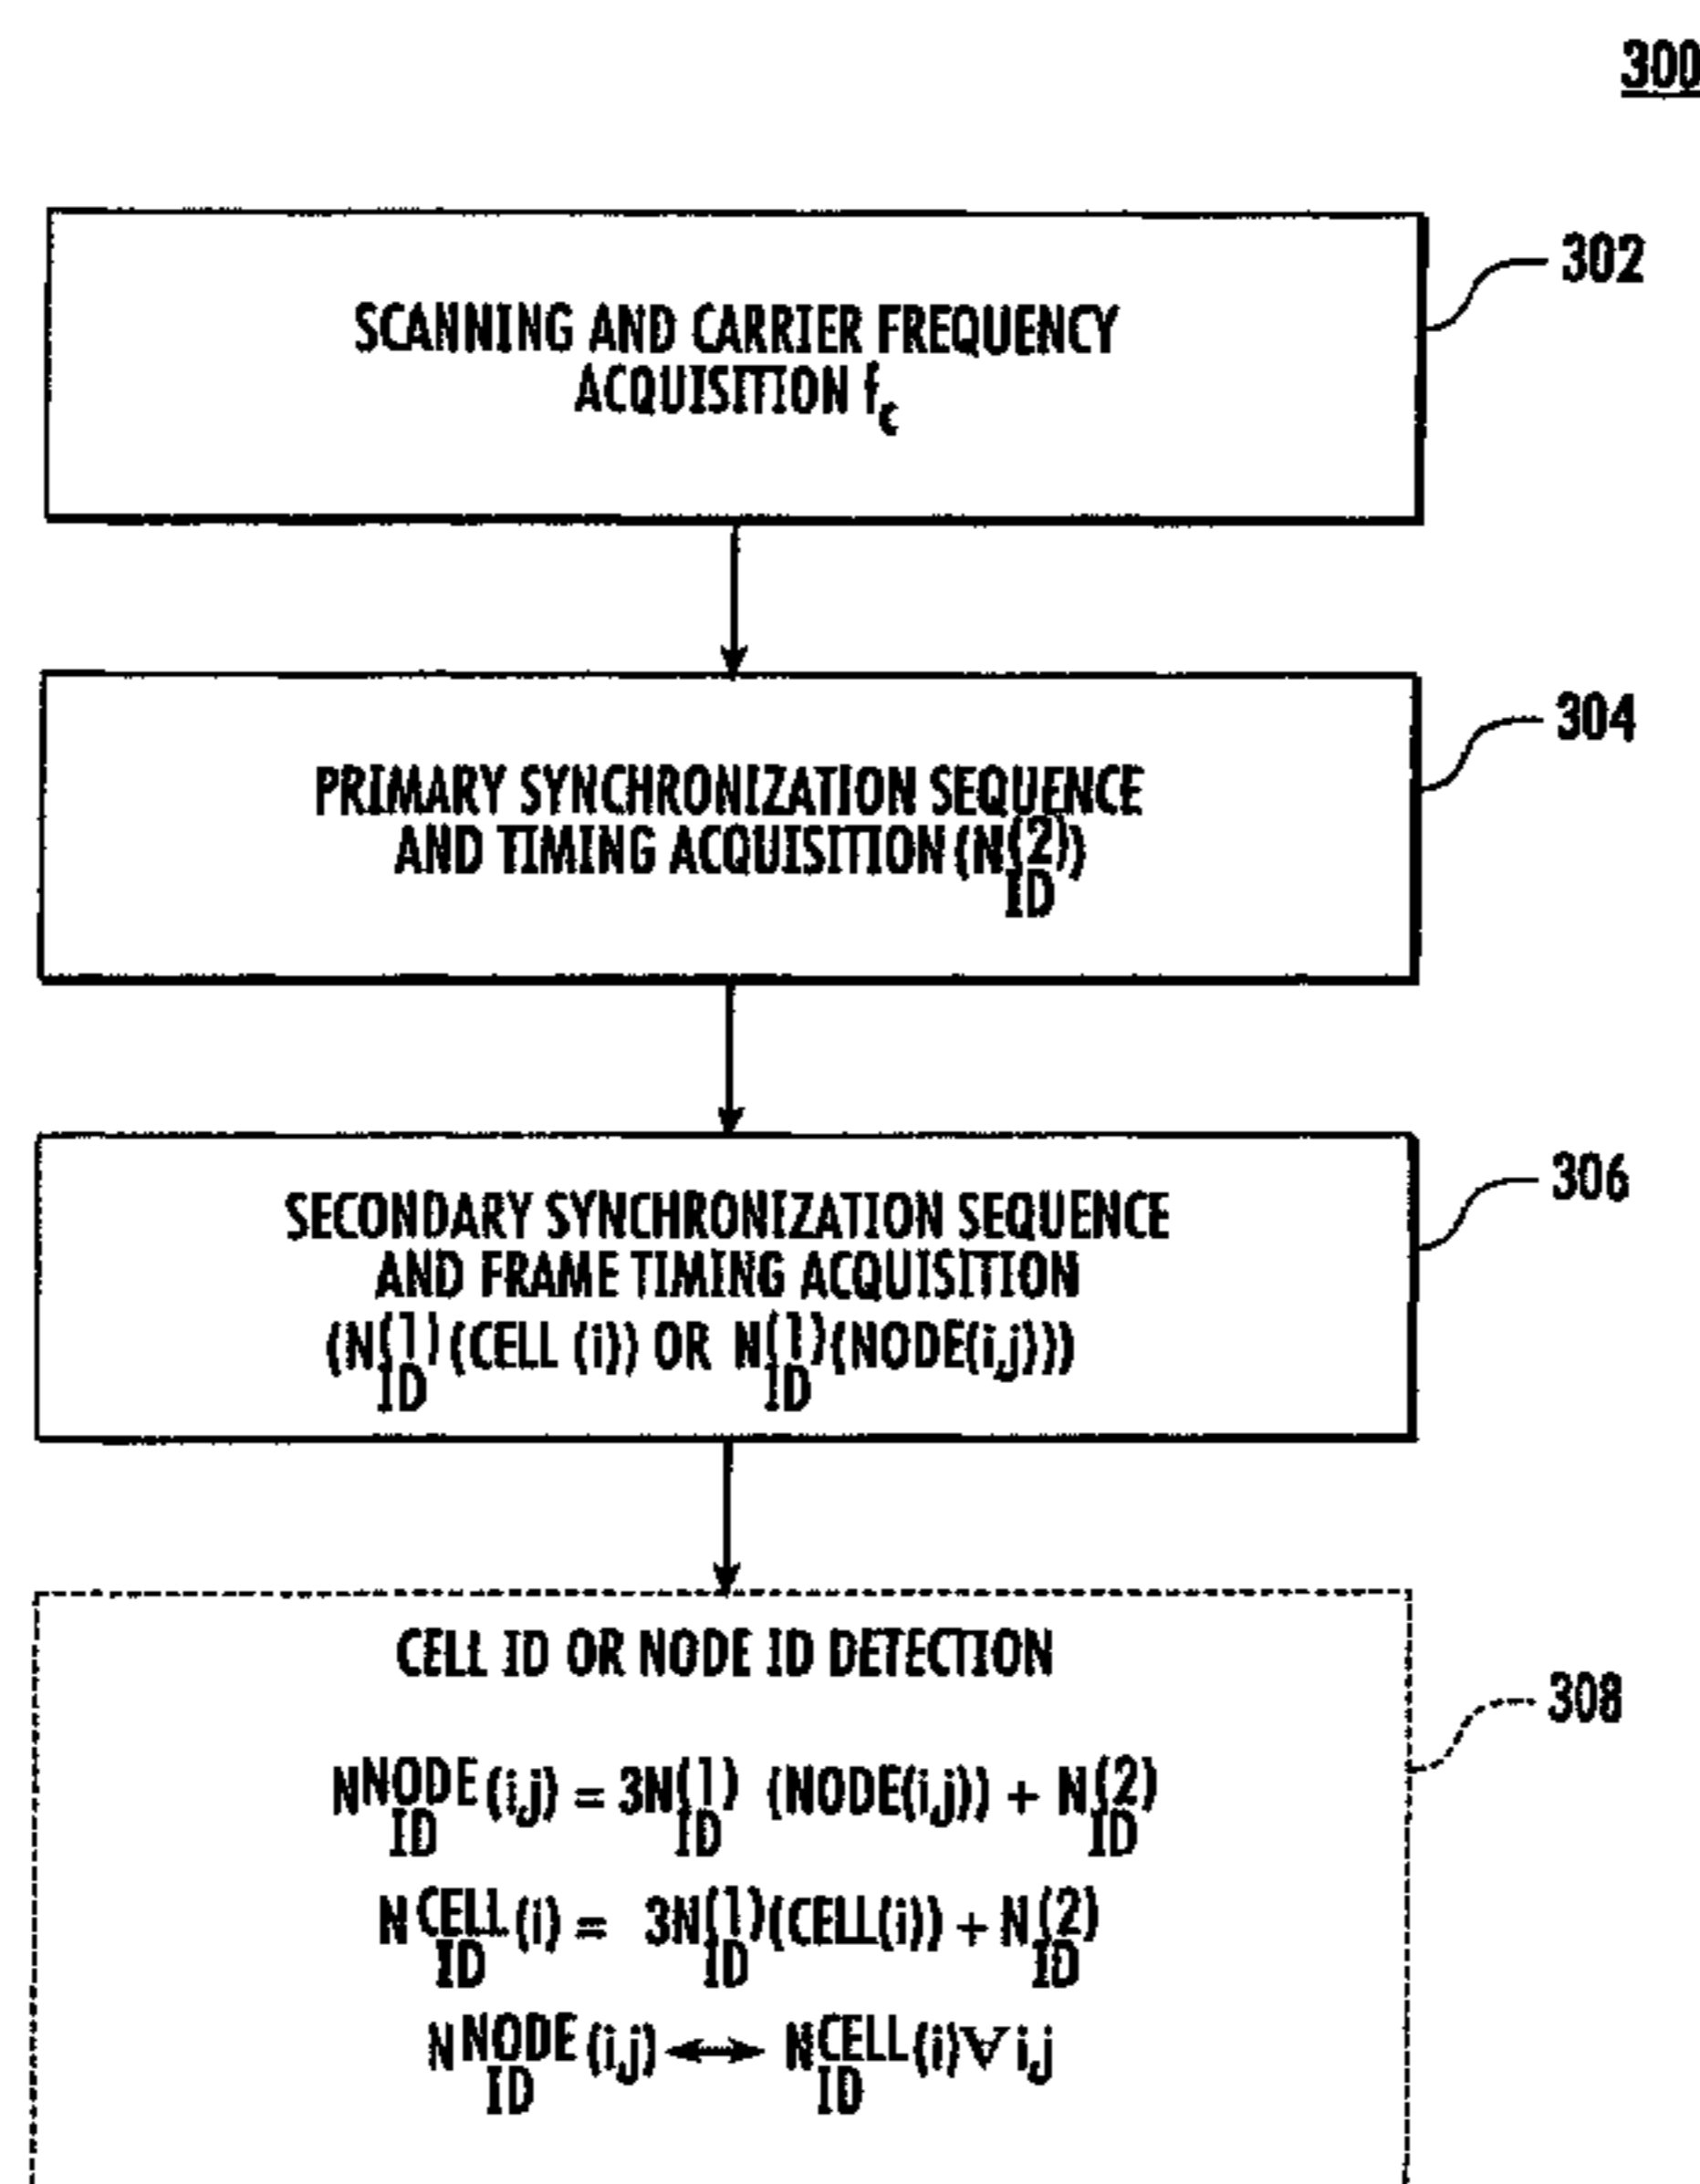 300
302
SCANNING AND CARRIER FREQUENCY
ACQUISITION f_c
304
PRIMARY SYNCHRONIZATION SEQUENCE
AND TIMING ACQUISITION (N_ID^(2))
306
SECONDARY SYNCHRONIZATION SEQUENCE
AND FRAME TIMING ACQUISITION
(N_ID^(1)(CELL (i)) OR N_ID^(1)(NODE(i,j)))
CELL ID OR NODE ID DETECTION
308
N_ID^NODE(i,j) = 3N_ID^(1) (NODE(i,j)) + N_ID^(2)
N_ID^CELL(i) = 3N_ID^(1)(CELL(i)) + N_ID^(2)
N_ID^NODE(i,j) ↔ N_ID^CELL(i) ∀ i,j